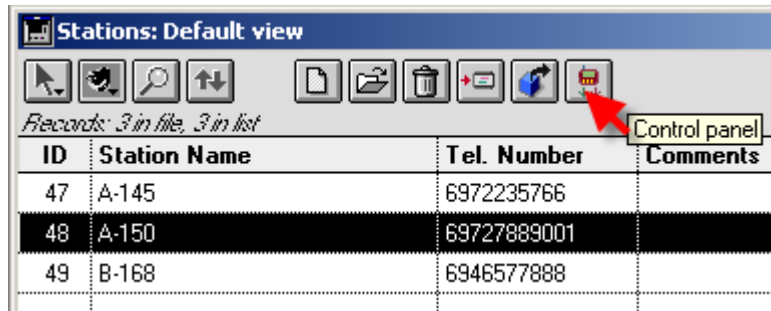 Stations: Default view
Records: 3 in file, 3 in list
Control panel
ID Station Name Tel. Number Comments
47 A-145 6972235766
48 A-150 69727889001
49 B-168 6946577888